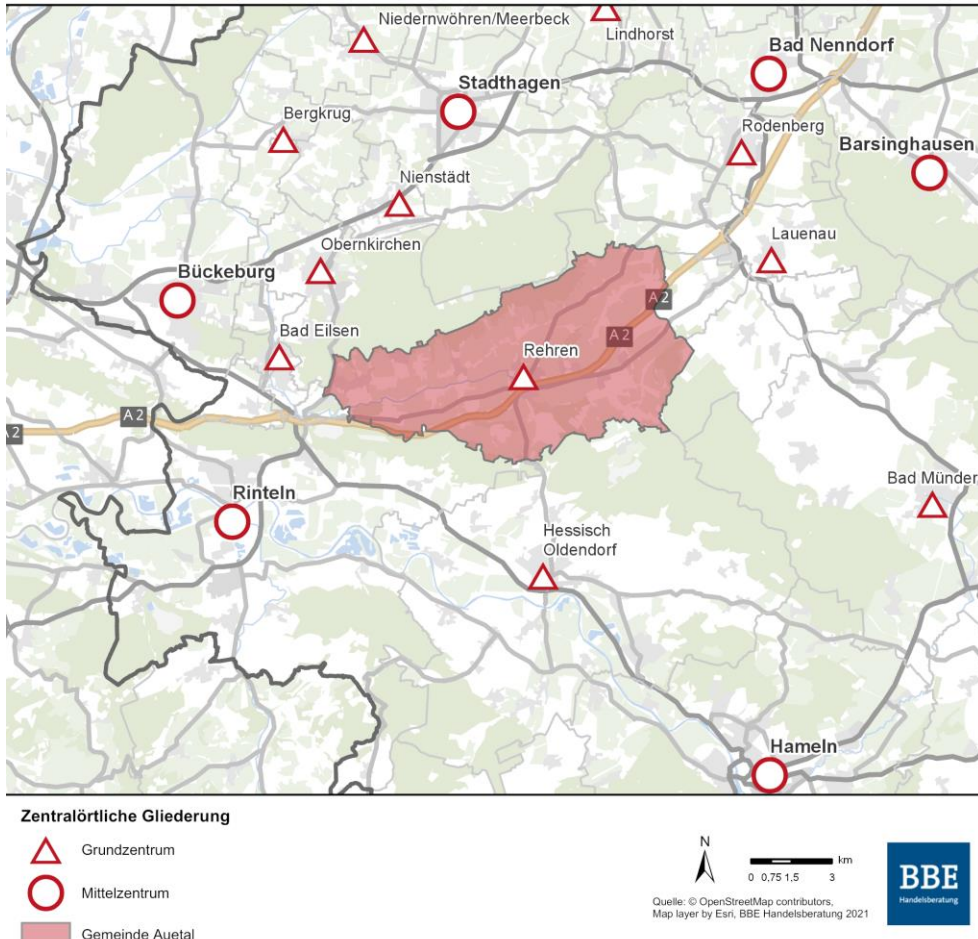 Niedernwöhren/Meerbeck
Lindhorst
Bad Nenndorf
Stadthagen
Bergkrug
Rodenberg
Barsinghausen
Nienstädt
Obernkirchen
Lauenau
Bückeburg
A 2
Bad Eilsen
A 2
Rehren
A 2
A 2
Bad Münder
Rinteln
Hessisch
Oldendorf
Hameln
Zentralörtliche Gliederung
Grundzentrum
Mittelzentrum
Gemeinde Auetal
N
km
0 0,75 1,5 3
Quelle: © OpenStreetMap contributors,
Map layer by Esri, BBE Handelsberatung 2021
BBE
Handelsberatung